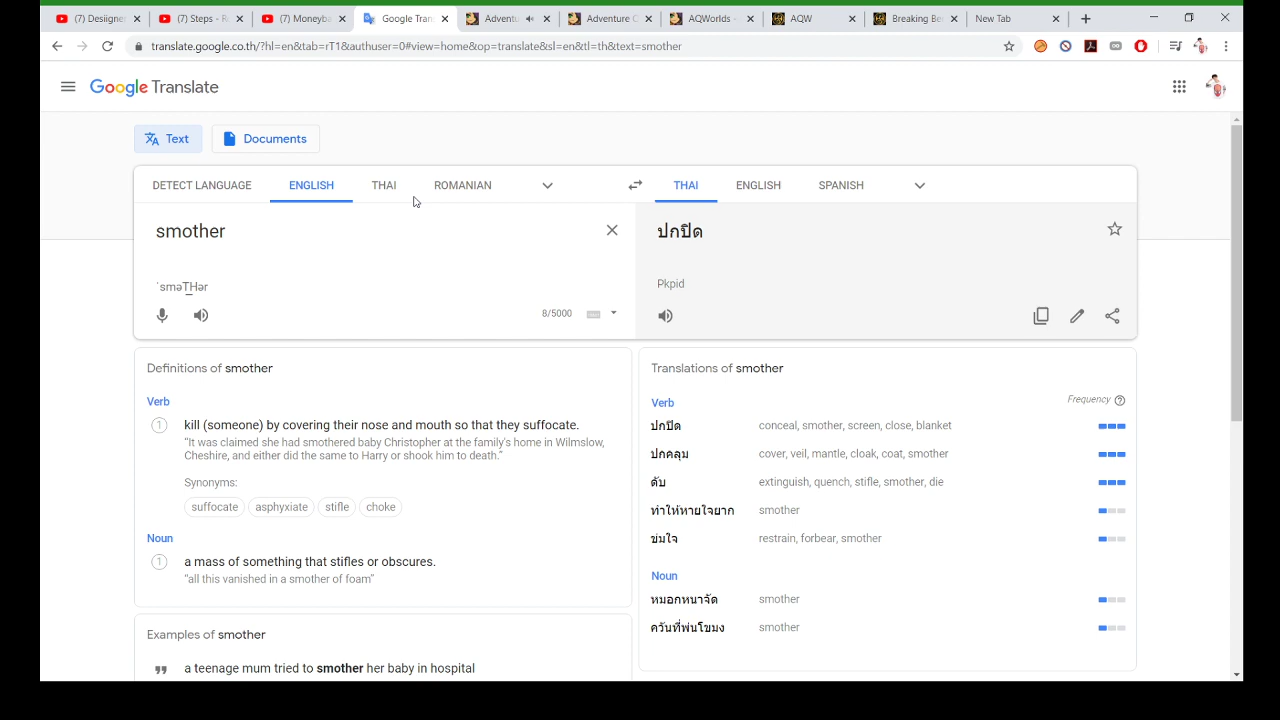 (7) Desiigner
(7) Steps - R
(7) Moneyba
Google Tran
Adventu
Adventure C
AQWorlds -
AQW
Breaking Be
New Tab
translate.google.co.th/?hl=en&tab=rT1&authuser=0#view=home&op=translate&sl=en&tl=th&text=smother
Google Translate
Text
Documents
DETECT LANGUAGE
ENGLISH
THAI
ROMANIAN
THAI
ENGLISH
SPANISH
smother
ปกปิด
ˈsməT͟Hər
Pkpid
8/5000
Definitions of smother
Verb
1
kill (someone) by covering their nose and mouth so that they suffocate.
“It was claimed she had smothered baby Christopher at the family's home in Wilmslow,
Cheshire, and either did the same to Harry or shook him to death.”
Synonyms:
suffocate
asphyxiate
stifle
choke
Noun
1
a mass of something that stifles or obscures.
“all this vanished in a smother of foam”
Examples of smother
a teenage mum tried to smother her baby in hospital
Translations of smother
Verb
Frequency
ปกปิด conceal, smother, screen, close, blanket
ปกคลุม cover, veil, mantle, cloak, coat, smother
ดับ extinguish, quench, stifle, smother, die
ทำให้หายใจยาก smother
ข่มใจ restrain, forbear, smother
Noun
หมอกหนาจัด smother
ควันที่พ่นโขมง smother